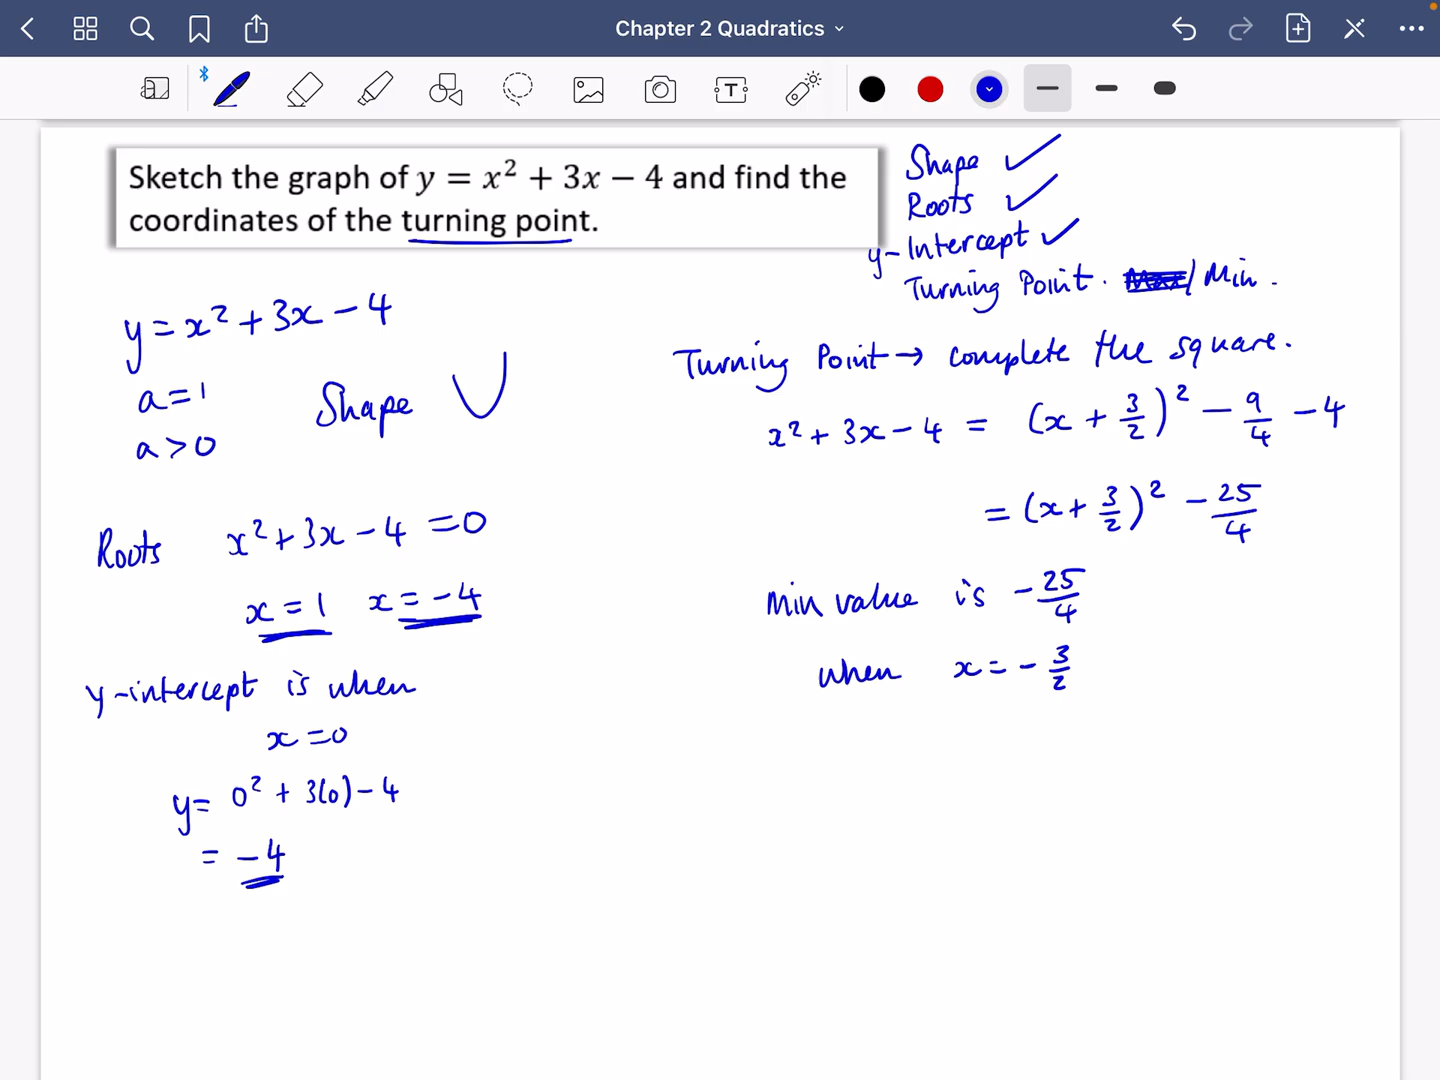 Chapter 2 Quadratics
Sketch the graph of y = x² + 3x − 4 and find the
coordinates of the turning point.
Shape ✓
Roots ✓
y-Intercept ✓
Turning Point. / Min.
y = x² + 3x − 4
a = 1
a > 0
Shape
Roots x² + 3x − 4 = 0
x = 1 x = −4
y-intercept is when
x = 0
y = 0² + 3(0) − 4
= −4
Turning Point → complete the square.
x² + 3x − 4 = (x + 3/2)² − 9/4 − 4
= (x + 3/2)² − 25/4
Min value is −25/4
when x = −3/2